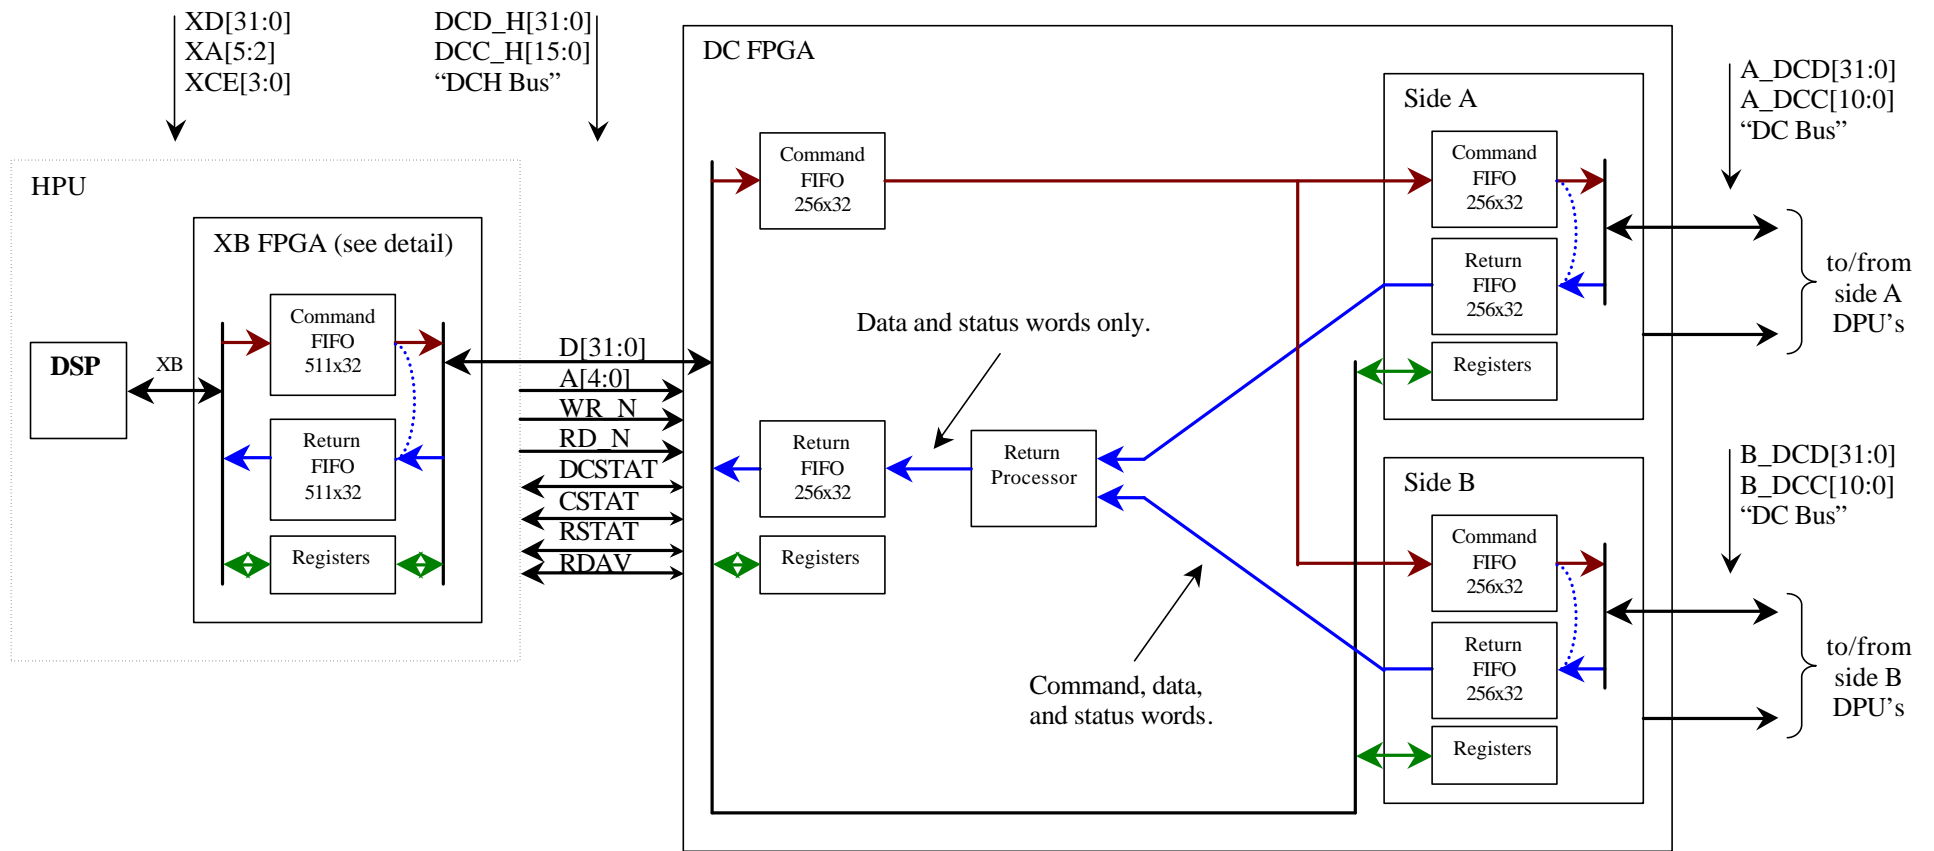 XD[31:0]
XA[5:2]
XCE[3:0]
DCD_H[31:0]
DCC_H[15:0]
“DCH Bus”
HPU
XB FPGA (see detail)
DSP
XB
Command
FIFO
511x32
Return
FIFO
511x32
Registers
D[31:0]
A[4:0]
WR_N
RD_N
DCSTAT
CSTAT
RSTAT
RDAV
DC FPGA
Command
FIFO
256x32
Data and status words only.
Return
FIFO
256x32
Return
Processor
Registers
Command, data,
and status words.
Side A
Command
FIFO
256x32
Return
FIFO
256x32
Registers
Side B
Command
FIFO
256x32
Return
FIFO
256x32
Registers
A_DCD[31:0]
A_DCC[10:0]
“DC Bus”
to/from
side A
DPU’s
B_DCD[31:0]
B_DCC[10:0]
“DC Bus”
to/from
side B
DPU’s